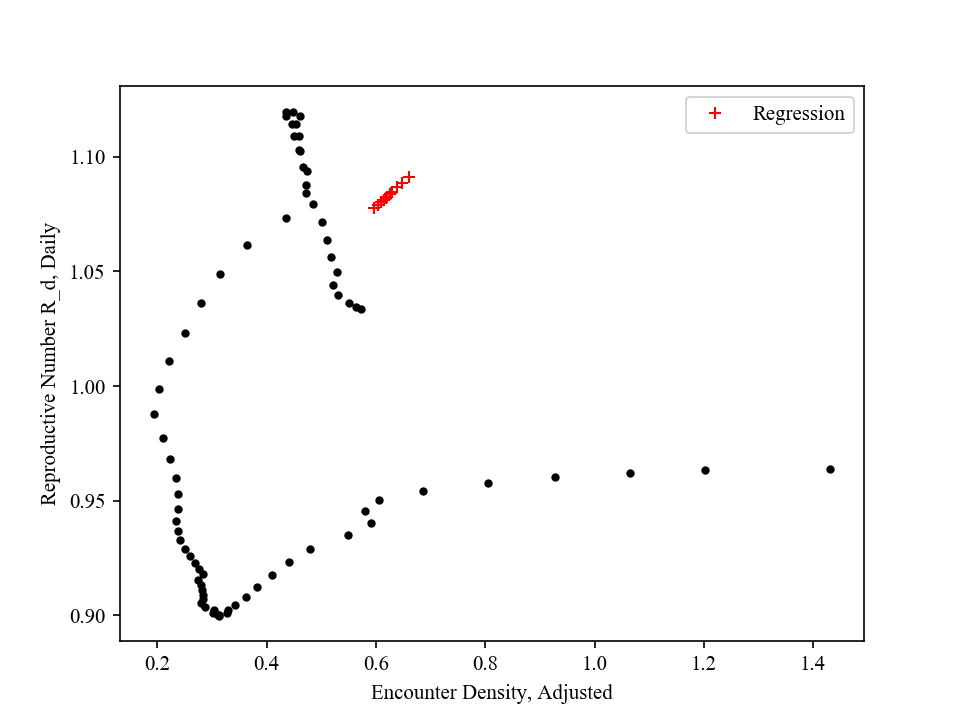 Regression
1.10
1.05
1.00
0.95
0.90
Reproductive Number R_d, Daily
0.2 0.4 0.6 0.8 1.0 1.2 1.4
Encounter Density, Adjusted